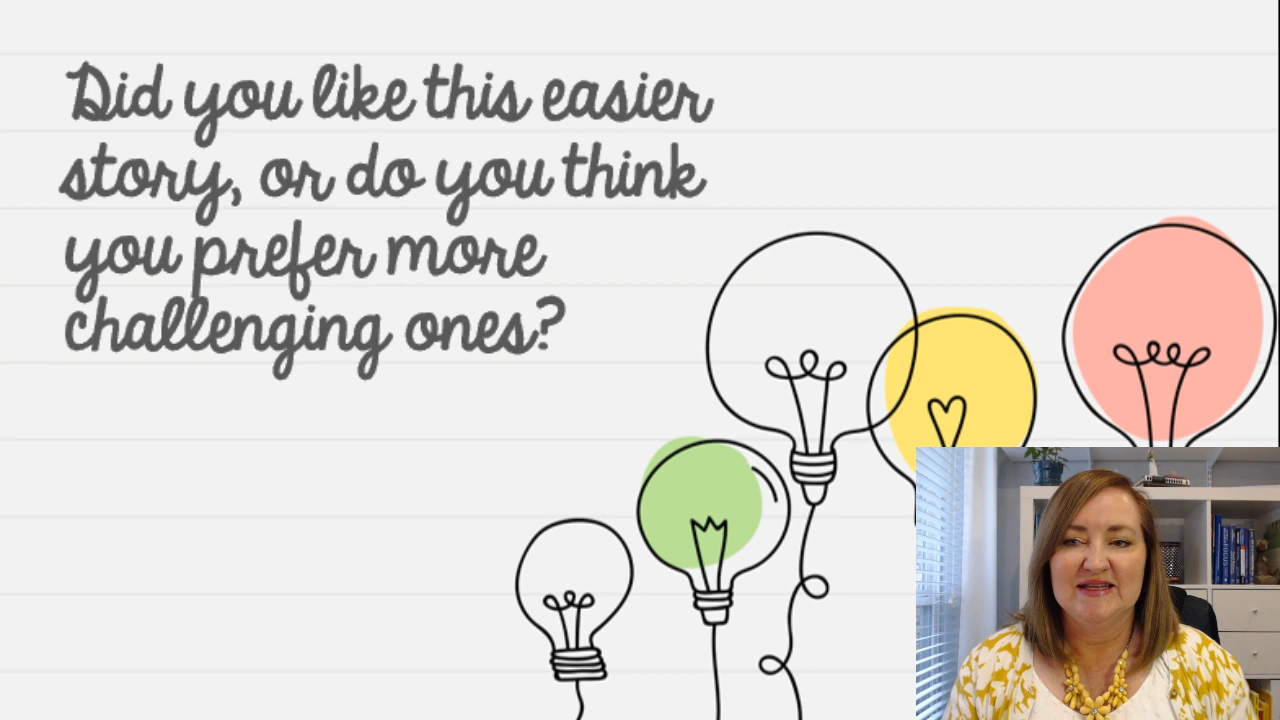 Did you like this easier
story, or do you think
you prefer more
challenging ones?